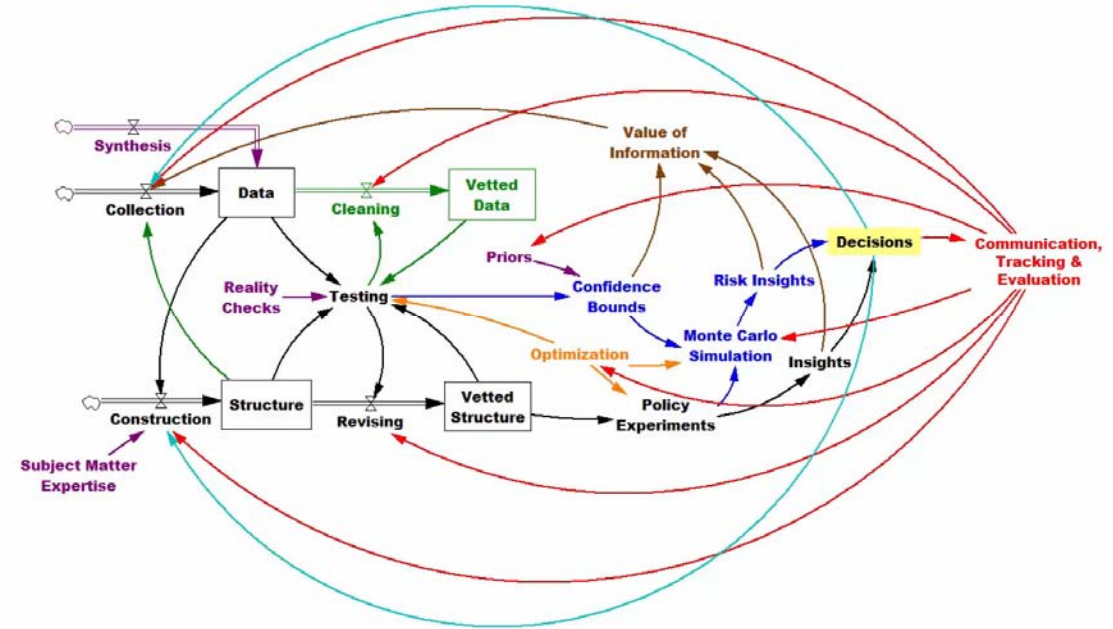 Synthesis
Value of
Information
Data
Vetted
Data
Collection
Cleaning
Decisions
Communication,
Tracking &
Evaluation
Priors
Reality
Checks
Testing
Confidence
Bounds
Risk Insights
Monte Carlo
Simulation
Optimization
Insights
Structure
Vetted
Structure
Construction
Revising
Policy
Experiments
Subject Matter
Expertise